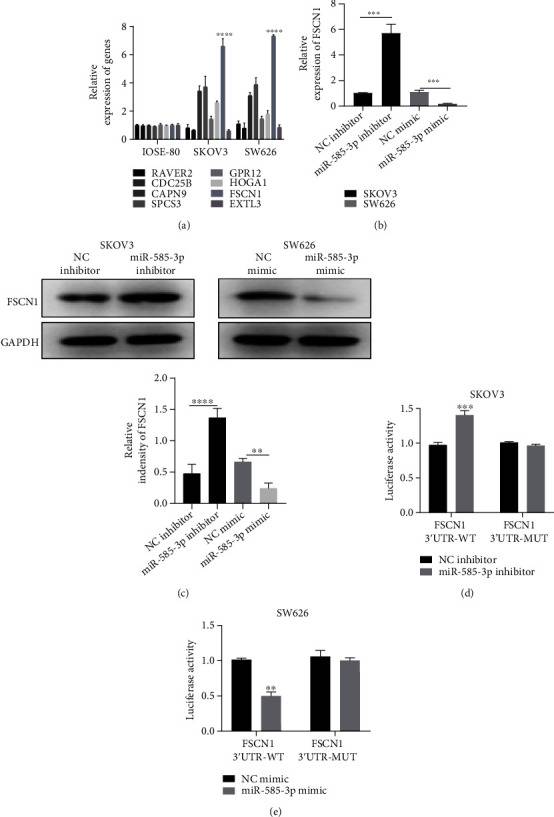 Relative
expression of genes
8
6
4
2
0
****
****
IOSE-80
SKOV3
SW626
RAVER2
CDC25B
CAPN9
SPCS3
GPR12
HOGA1
FSCN1
EXTL3
(a)
Relative
expression of FSCN1
8
6
4
2
0
***
***
NC inhibitor
miR-585-3p inhibitor
NC mimic
miR-585-3p mimic
SKOV3
SW626
(b)
SKOV3
NC
inhibitor
miR-585-3p
inhibitor
SW626
NC
mimic
miR-585-3p
mimic
FSCN1
GAPDH
Relative
indensity of FSCN1
2.0
1.5
1.0
0.5
0.0
****
**
NC inhibitor
miR-585-3p inhibitor
NC mimic
miR-585-3p mimic
(c)
SKOV3
Luciferase activity
1.5
1.0
0.5
0.0
***
FSCN1
3'UTR-WT
FSCN1
3'UTR-MUT
NC inhibitor
miR-585-3p inhibitor
(d)
SW626
Luciferase activity
1.5
1.0
0.5
0.0
**
FSCN1
3'UTR-WT
FSCN1
3'UTR-MUT
NC mimic
miR-585-3p mimic
(e)